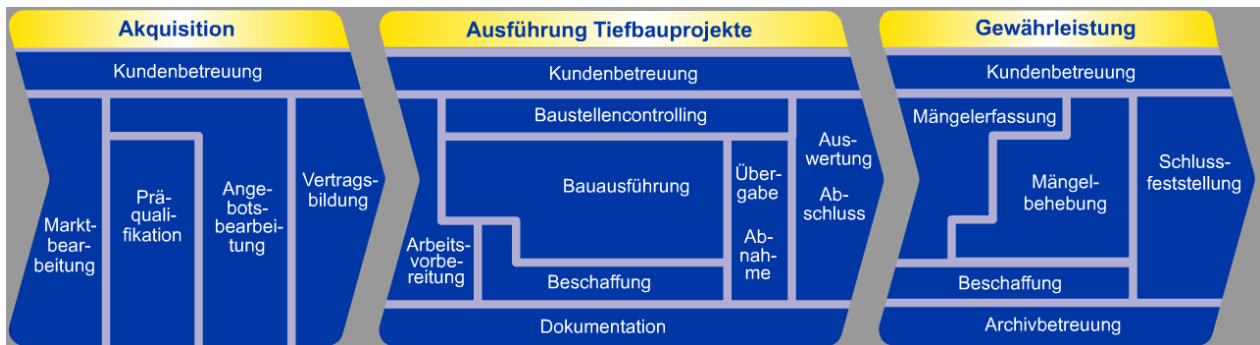 Akquisition
Kundenbetreuung
Markt-
bear-
beitung
Prä-
quali-
fikation
Ange-
bots-
bearbei-
tung
Vertrags-
bildung
Ausführung Tiefbauprojekte
Kundenbetreuung
Baustellencontrolling
Arbeits-
vorbe-
reitung
Bauausführung
Beschaffung
Über-
gabe
Ab-
nah-
me
Aus-
wertung
Ab-
schluss
Dokumentation
Gewährleistung
Kundenbetreuung
Mängelerfassung
Mängel-
behebung
Schluss-
feststellung
Beschaffung
Archivbetreuung